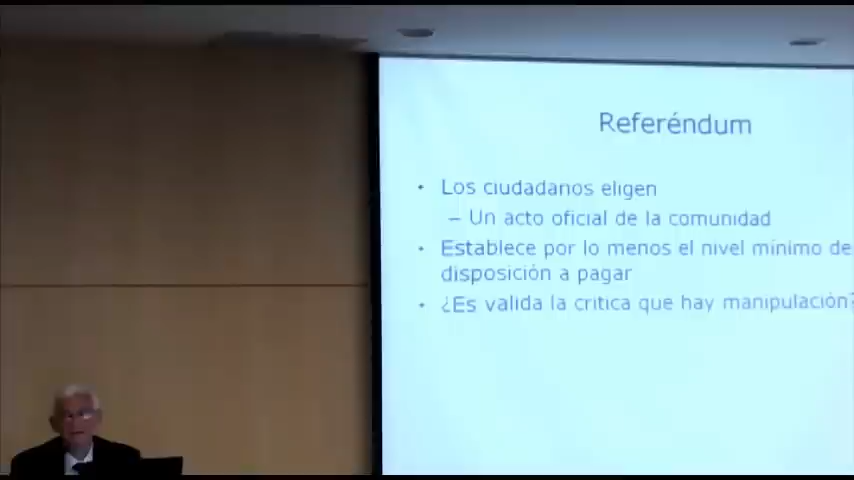 Referéndum
• Los ciudadanos eligen
– Un acto oficial de la comunidad
• Establece por lo menos el nivel mínimo de
disposición a pagar
• ¿Es valida la critica que hay manipulación?